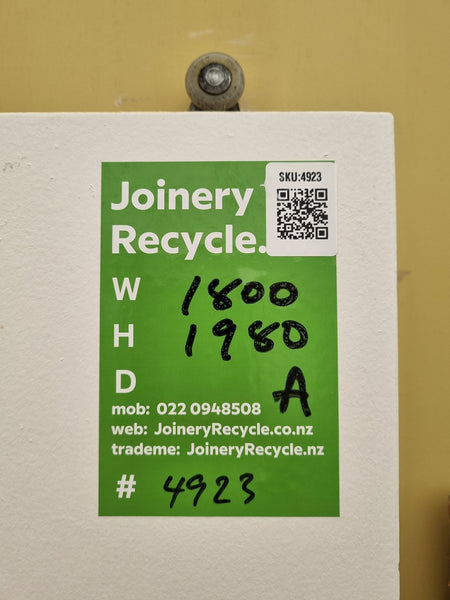 SKU:4923
Joinery
Recycle.
W 1800
H 1980
D A
mob: 022 0948508
web: JoineryRecycle.co.nz
trademe: JoineryRecycle.nz
# 4923